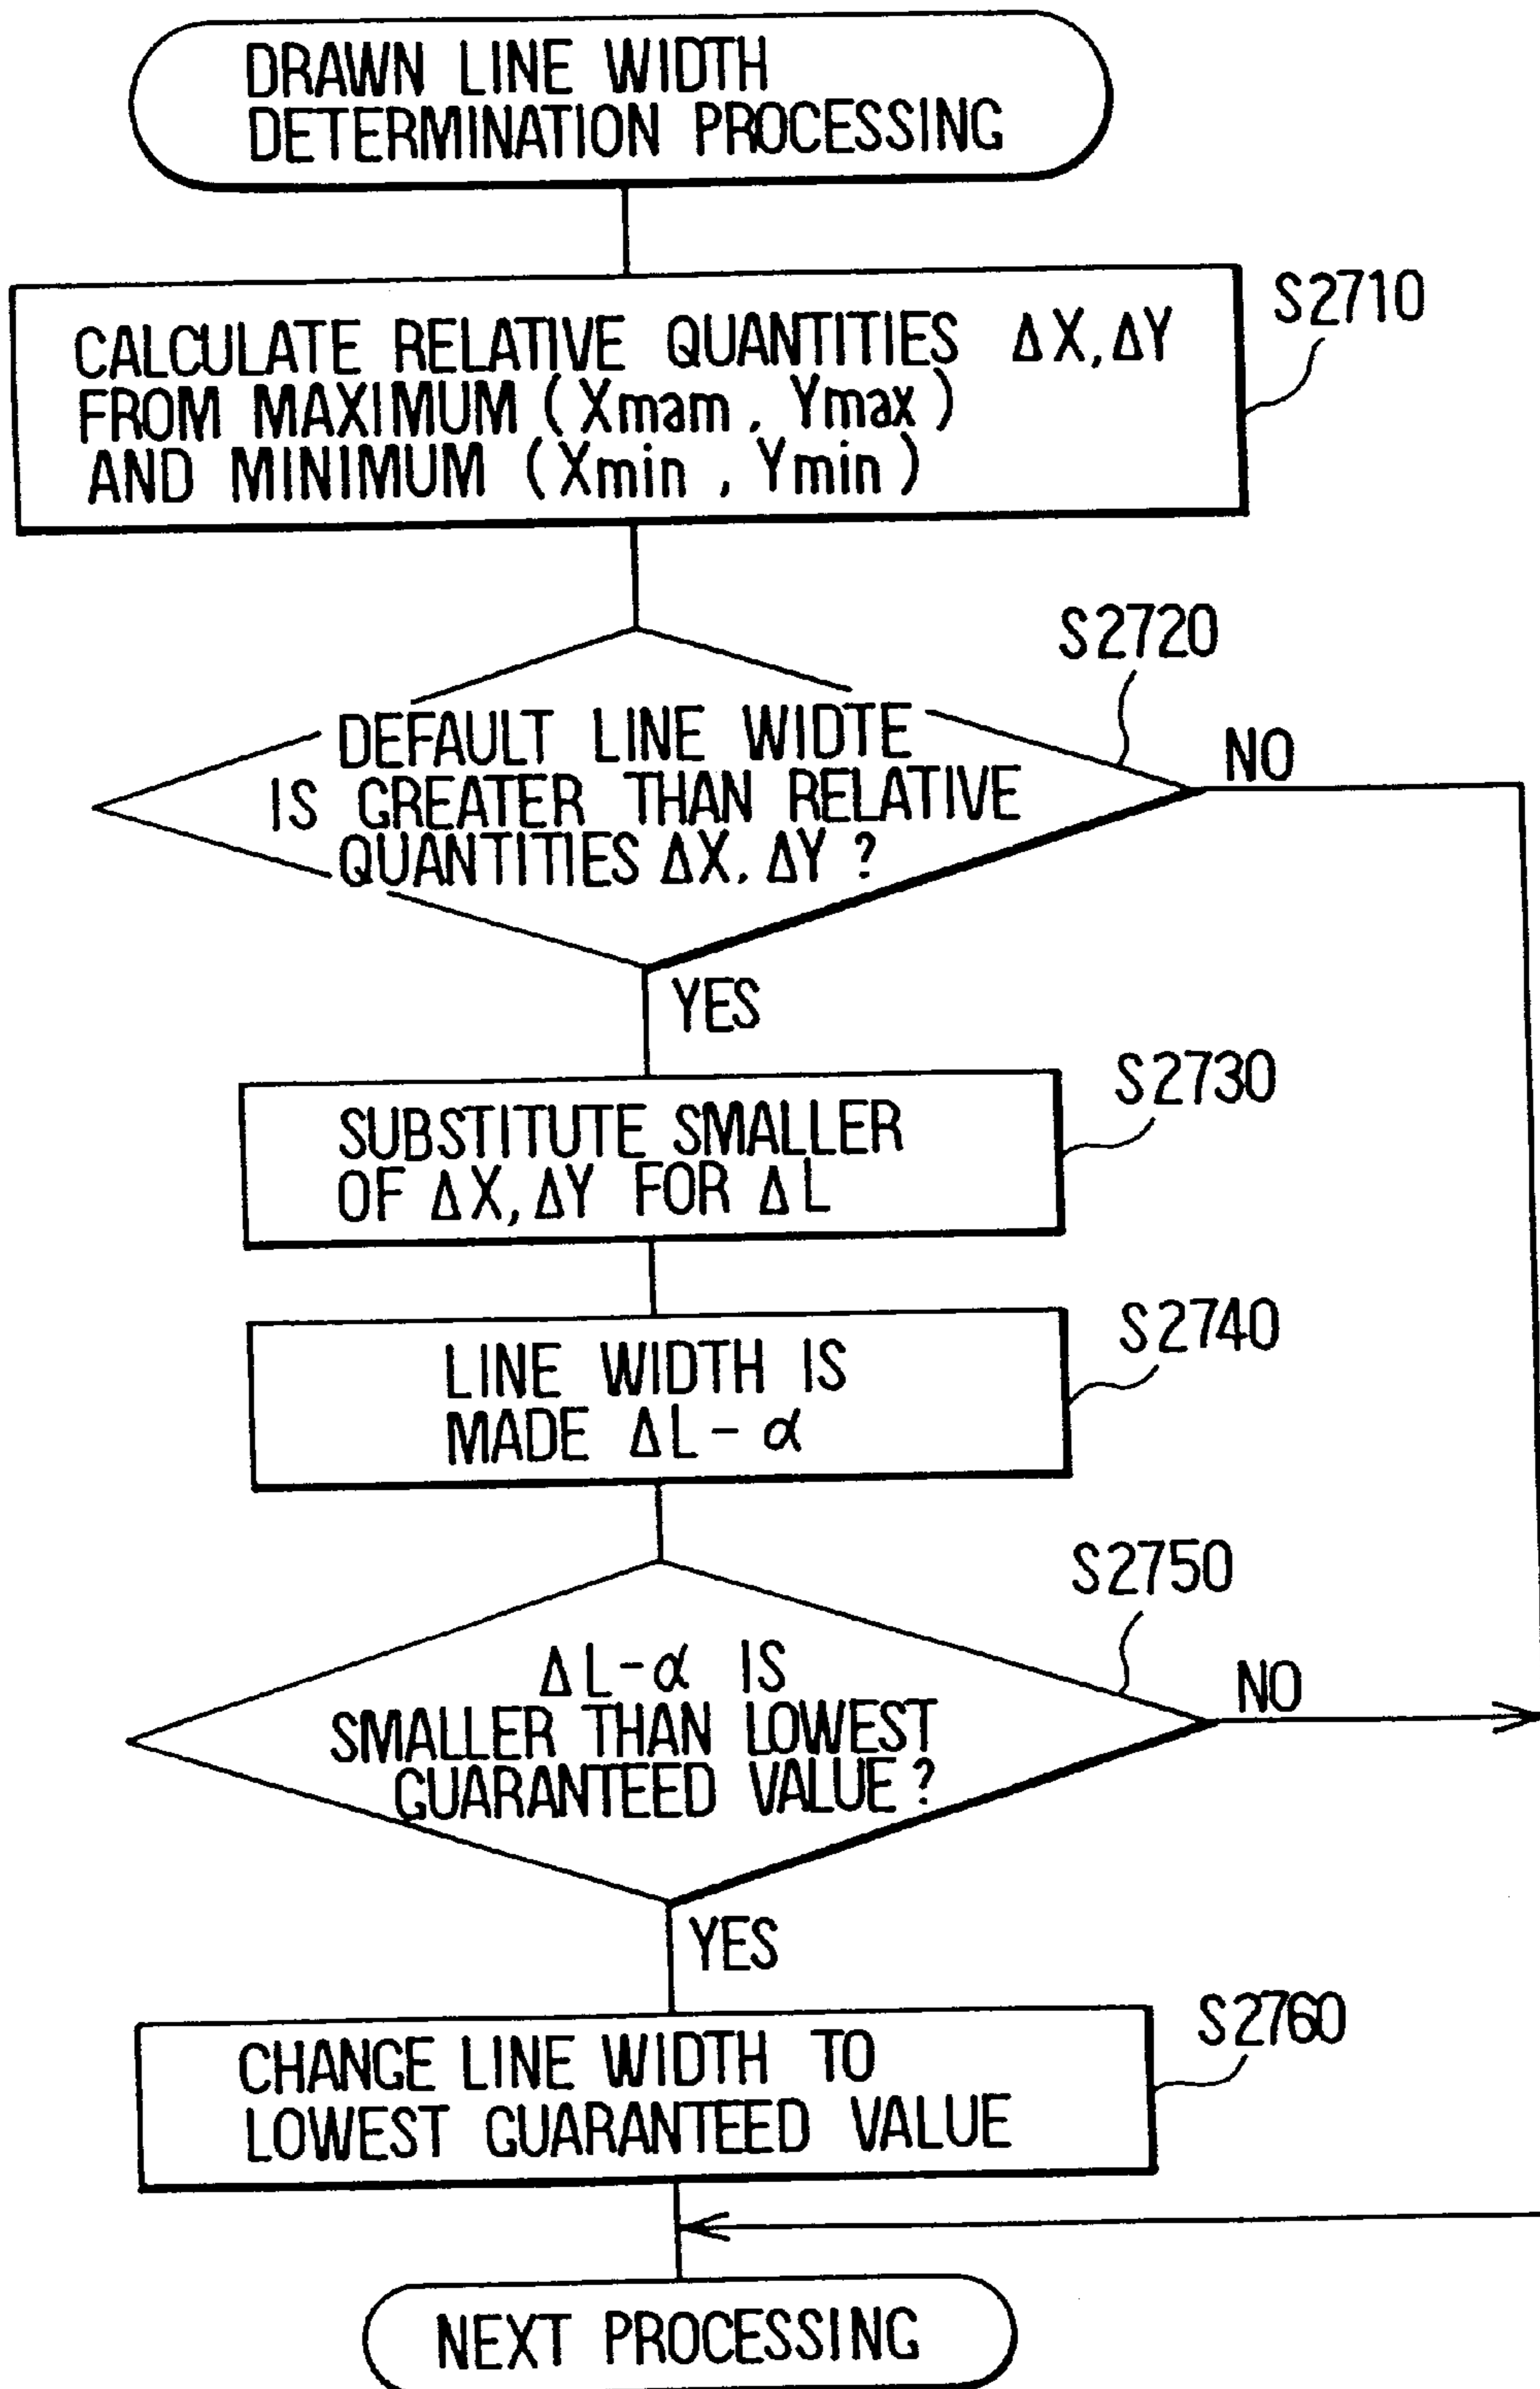 DRAWN LINE WIDTH
DETERMINATION PROCESSING
CALCULATE RELATIVE QUANTITIES ΔX, ΔY
FROM MAXIMUM (Xmam, Ymax)
AND MINIMUM (Xmin, Ymin)
S2710
S2720
DEFAULT LINE WIDTE
IS GREATER THAN RELATIVE
QUANTITIES ΔX, ΔY ?
NO
YES
S2730
SUBSTITUTE SMALLER
OF ΔX, ΔY FOR ΔL
S2740
LINE WIDTH IS
MADE ΔL-α
S2750
ΔL-α IS
SMALLER THAN LOWEST
GUARANTEED VALUE?
NO
YES
S2760
CHANGE LINE WIDTH TO
LOWEST GUARANTEED VALUE
NEXT PROCESSING